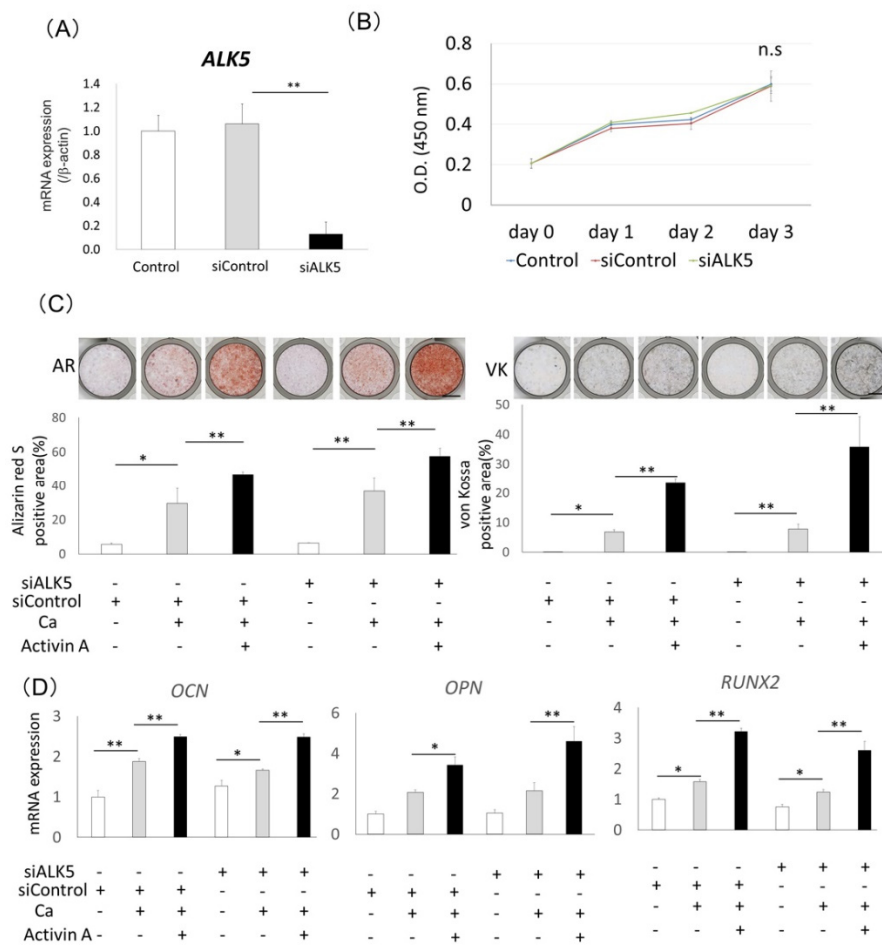 (A)
ALK5
**
mRNA expression
(/β-actin)
1.4
1.2
1.0
0.8
0.6
0.4
0.2
0.0
Control siControl siALK5
(B)
n.s
O.D. (450 nm)
0.8
0.6
0.4
0.2
0
day 0 day 1 day 2 day 3
Control siControl siALK5
(C)
AR
Alizarin red S
positive area(%)
80
60
40
20
0
* ** ** **
VK
von Kossa
positive area(%)
50
40
30
20
10
0
* ** ** **
siALK5 - - - + + +
siControl + + + - - -
Ca - + + - + +
Activin A - - + - - +
- - - + + +
+ + + - - -
- + + - + +
- - + - - +
(D)
OCN
mRNA expression
3
2
1
0
** ** * **
OPN
6
4
2
0
* **
RUNX2
4
3
2
1
0
* ** * **
siALK5 - - - + + +
siControl + + + - - -
Ca - + + - + +
Activin A - - + - - +
- - - + + +
+ + + - - -
- + + - + +
- - + - - +
- - - + + +
+ + + - - -
- + + - + +
- - + - - +